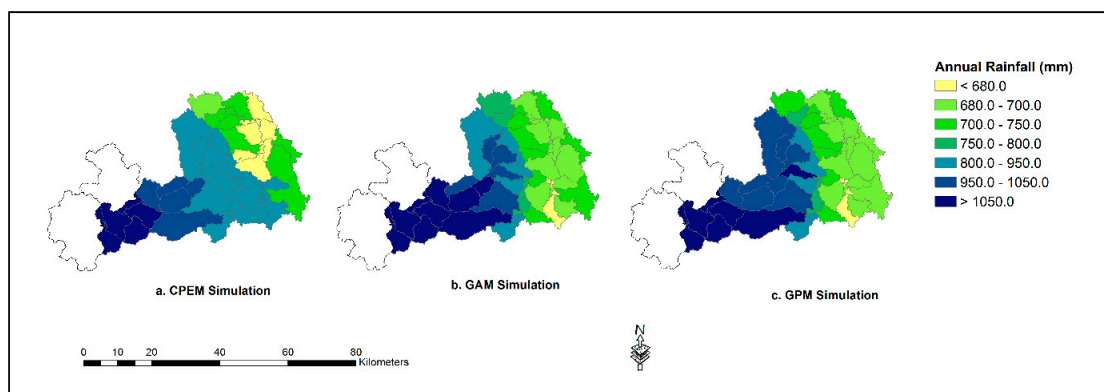 Annual Rainfall (mm)
< 680.0
680.0 - 700.0
700.0 - 750.0
750.0 - 800.0
800.0 - 950.0
950.0 - 1050.0
> 1050.0
a. CPEM Simulation
b. GAM Simulation
c. GPM Simulation
0 10 20 40 60 80
Kilometers
N